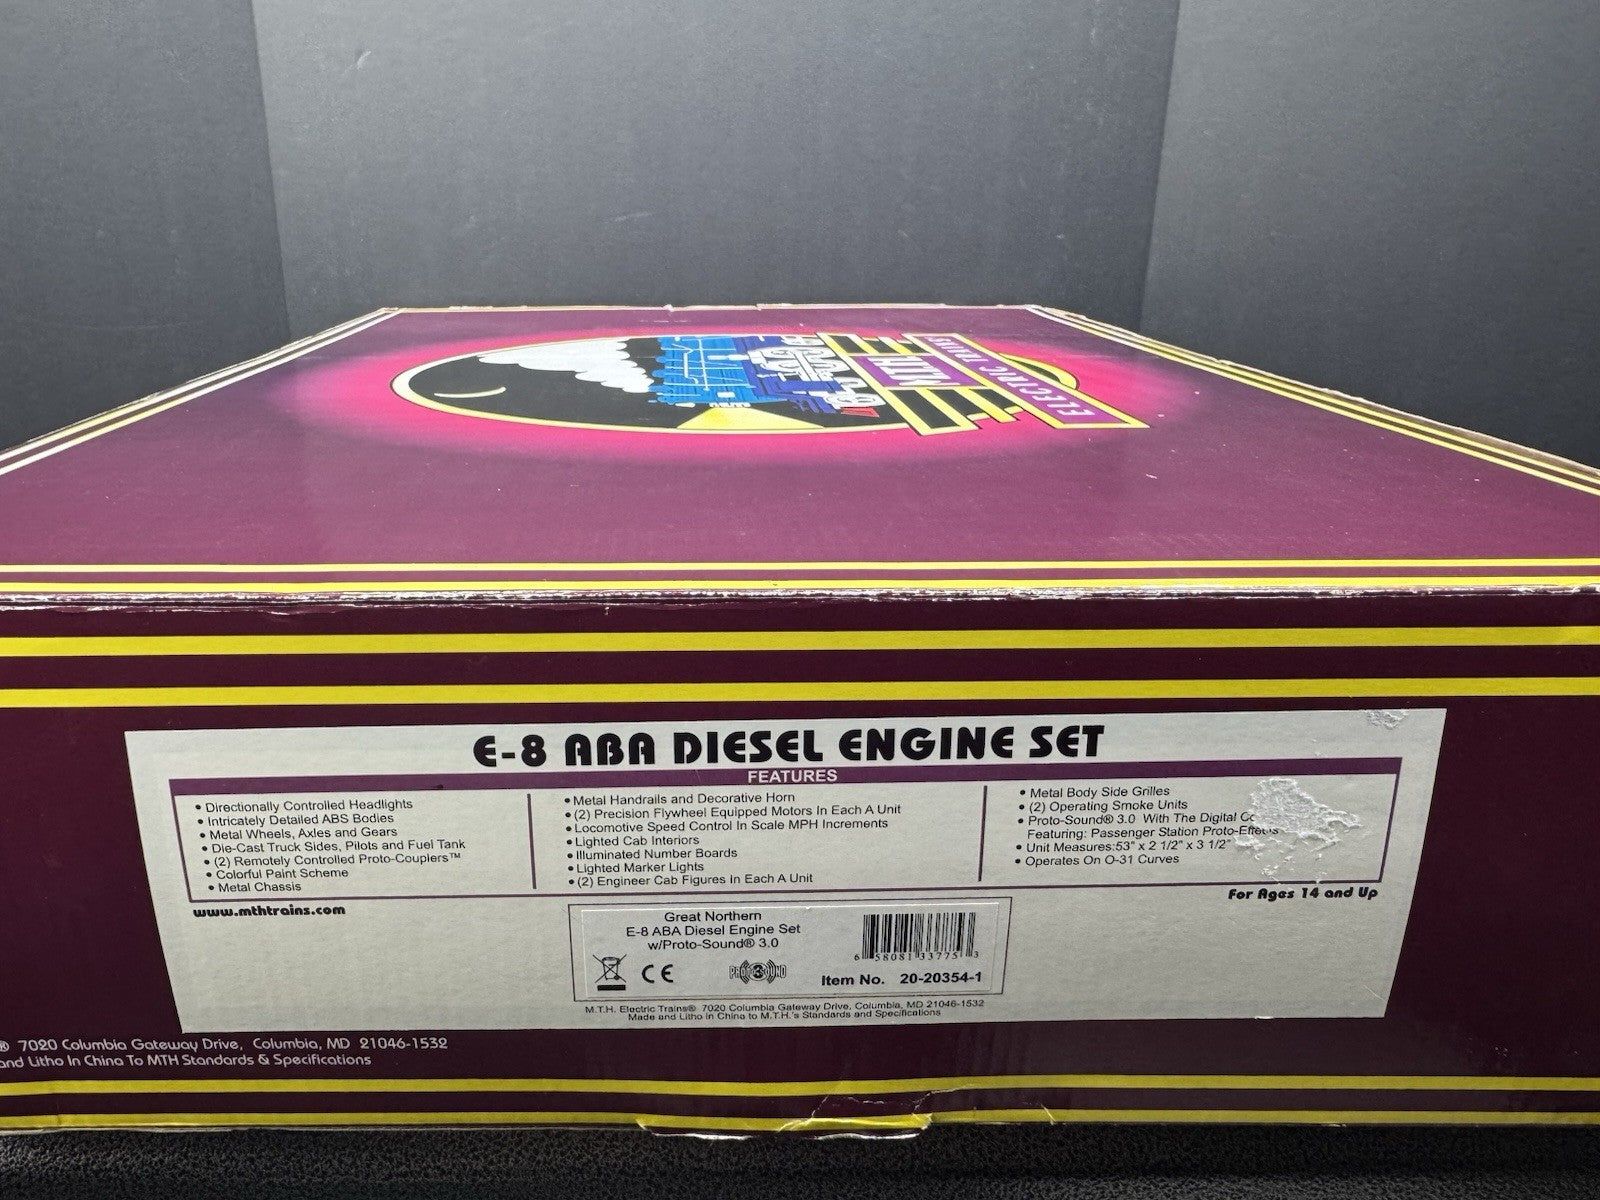 MTH
ELECTRIC TRAINS
E-8 ABA DIESEL ENGINE SET
FEATURES
• Directionally Controlled Headlights
• Intricately Detailed ABS Bodies
• Metal Wheels, Axles and Gears
• Die-Cast Truck Sides, Pilots and Fuel Tank
• (2) Remotely Controlled Proto-Couplers™
• Colorful Paint Scheme
• Metal Chassis
• Metal Handrails and Decorative Horn
• (2) Precision Flywheel Equipped Motors In Each A Unit
• Locomotive Speed Control In Scale MPH Increments
• Lighted Cab Interiors
• Illuminated Number Boards
• Lighted Marker Lights
• (2) Engineer Cab Figures in Each A Unit
• Metal Body Side Grilles
• (2) Operating Smoke Units
• Proto-Sound® 3.0 With The Digital
Featuring: Passenger Station Proto-Effects
• Unit Measures:53" x 2 1/2" x 3 1/2"
• Operates On O-31 Curves
www.mthtrains.com
For Ages 14 and Up
Great Northern
E-8 ABA Diesel Engine Set
w/Proto-Sound® 3.0
6 58081 33775 3
CE
PROTO 3 SOUND
Item No. 20-20354-1
M.T.H. Electric Trains® 7020 Columbia Gateway Drive, Columbia, MD 21046-1532
Made and Litho in China to M.T.H.'s Standards and Specifications
® 7020 Columbia Gateway Drive, Columbia, MD 21046-1532
and Litho In China To MTH Standards & Specifications